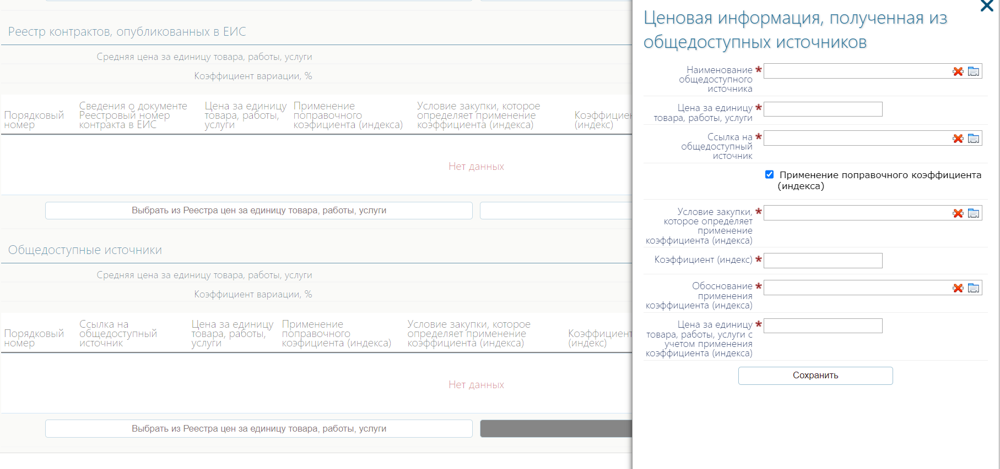 Реестр контрактов, опубликованных в ЕИС
Средняя цена за единицу товара, работы, услуги
Коэффициент вариации, %
Порядковый
номер
Сведения о документе
Реестровый номер
контракта в ЕИС
Цена за единицу
товара, работы,
услуги
Применение
поправочного
коэфициента (индекса)
Условие закупки, которое
определяет применение
коэффициента (индекса)
Коэффициен
(индекс)
Нет данных
Выбрать из Реестра цен за единицу товара, работы, услуги
Общедоступные источники
Средняя цена за единицу товара, работы, услуги
Коэффициент вариации, %
Порядковый
номер
Ссылка на
общедоступный
источник
Цена за единицу
товара, работы,
услуги
Применение
поправочного
коэфициента (индекса)
Условие закупки, которое
определяет применение
коэффициента (индекса)
Коэффициент
(индекс)
Нет данных
Выбрать из Реестра цен за единицу товара, работы, услуги
Ценовая информация, полученная из
общедоступных источников
Наименование *
общедоступного
источника
Цена за единицу *
товара, работы, услуги
Ссылка на *
общедоступный
источник
Применение поправочного коэффициента
(индекса)
Условие закупки, *
которое определяет
применение
коэффициента (индекса)
Коэффициент (индекс) *
Обоснование *
применения
коэффициента (индекса)
Цена за единицу *
товара, работы, услуги с
учетом применения
коэффициента (индекса)
Сохранить